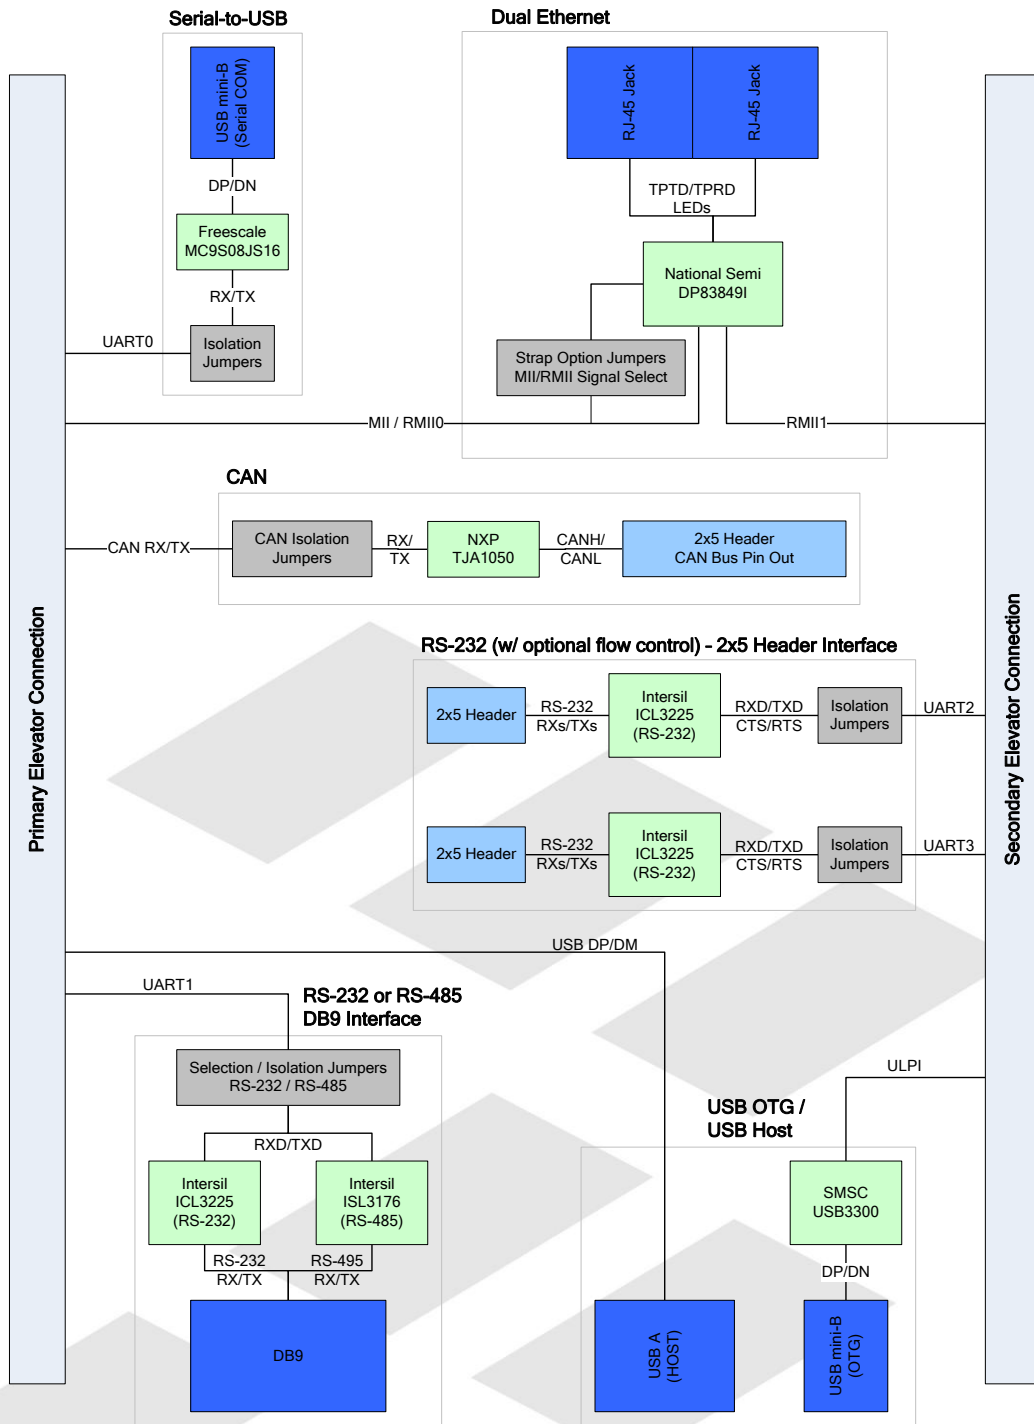 Serial-to-USB
Dual Ethernet
USB mini-B
(Serial COM)
RJ-45 Jack
RJ-45 Jack
DP/DN
TPTD/TPRD
LEDs
Freescale
MC9S08JS16
National Semi
DP83849I
RX/TX
UART0
Isolation
Jumpers
Strap Option Jumpers
MII/RMII Signal Select
MII / RMII0
RMII1
CAN
CAN RX/TX
CAN Isolation
Jumpers
RX/
TX
NXP
TJA1050
CANH/
CANL
2x5 Header
CAN Bus Pin Out
Primary Elevator Connection
Secondary Elevator Connection
RS-232 (w/ optional flow control) - 2x5 Header Interface
2x5 Header
RS-232
RXs/TXs
Intersil
ICL3225
(RS-232)
RXD/TXD
CTS/RTS
Isolation
Jumpers
UART2
2x5 Header
RS-232
RXs/TXs
Intersil
ICL3225
(RS-232)
RXD/TXD
CTS/RTS
Isolation
Jumpers
UART3
USB DP/DM
UART1
RS-232 or RS-485
DB9 Interface
Selection / Isolation Jumpers
RS-232 / RS-485
RXD/TXD
Intersil
ICL3225
(RS-232)
Intersil
ISL3176
(RS-485)
RS-232
RX/TX
RS-495
RX/TX
DB9
ULPI
USB OTG /
USB Host
SMSC
USB3300
DP/DN
USB A
(HOST)
USB mini-B
(OTG)